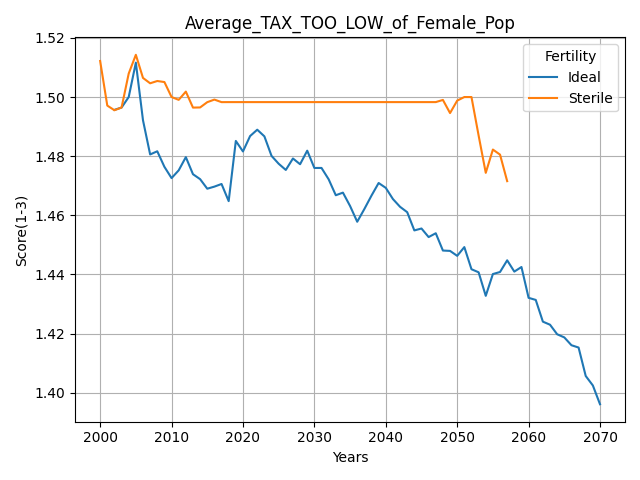 Average_TAX_TOO_LOW_of_Female_Pop
Score(1-3)
1.52
1.50
1.48
1.46
1.44
1.42
1.40
Fertility
Ideal
Sterile
2000 2010 2020 2030 2040 2050 2060 2070
Years